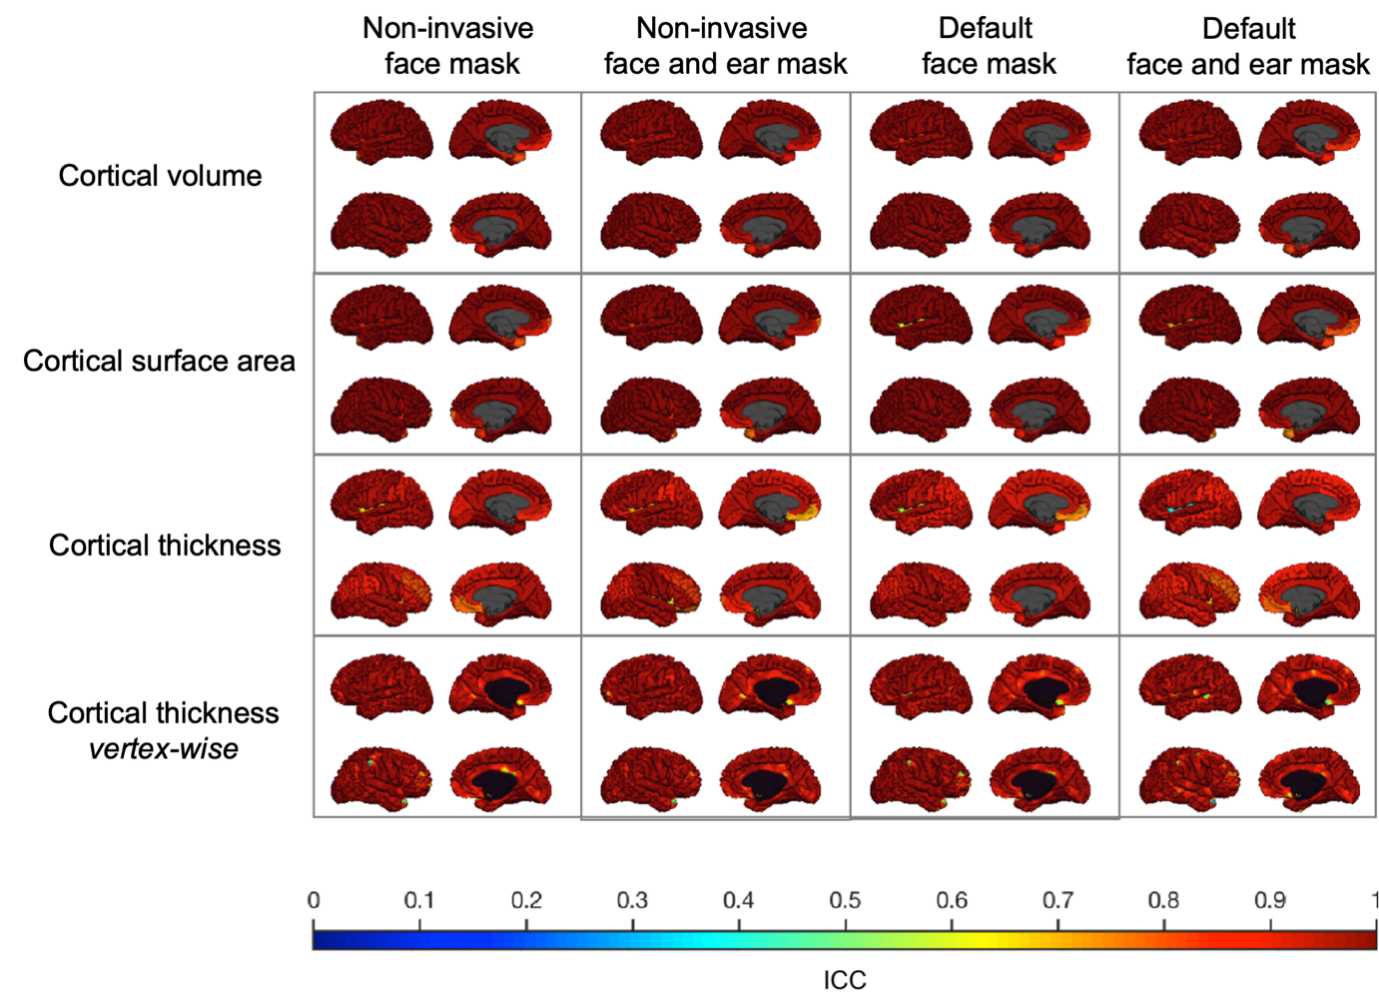 Non-invasive
face mask
Non-invasive
face and ear mask
Default
face mask
Default
face and ear mask
Cortical volume
Cortical surface area
Cortical thickness
Cortical thickness
vertex-wise
0 0.1 0.2 0.3 0.4 0.5 0.6 0.7 0.8 0.9 1
ICC